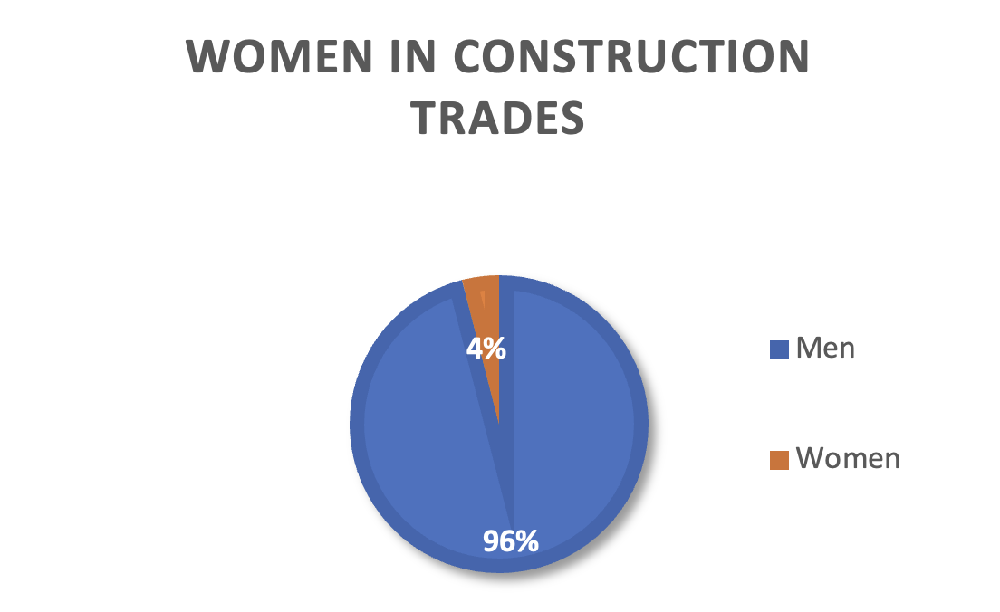 WOMEN IN CONSTRUCTION
TRADES
4%
Men
Women
96%